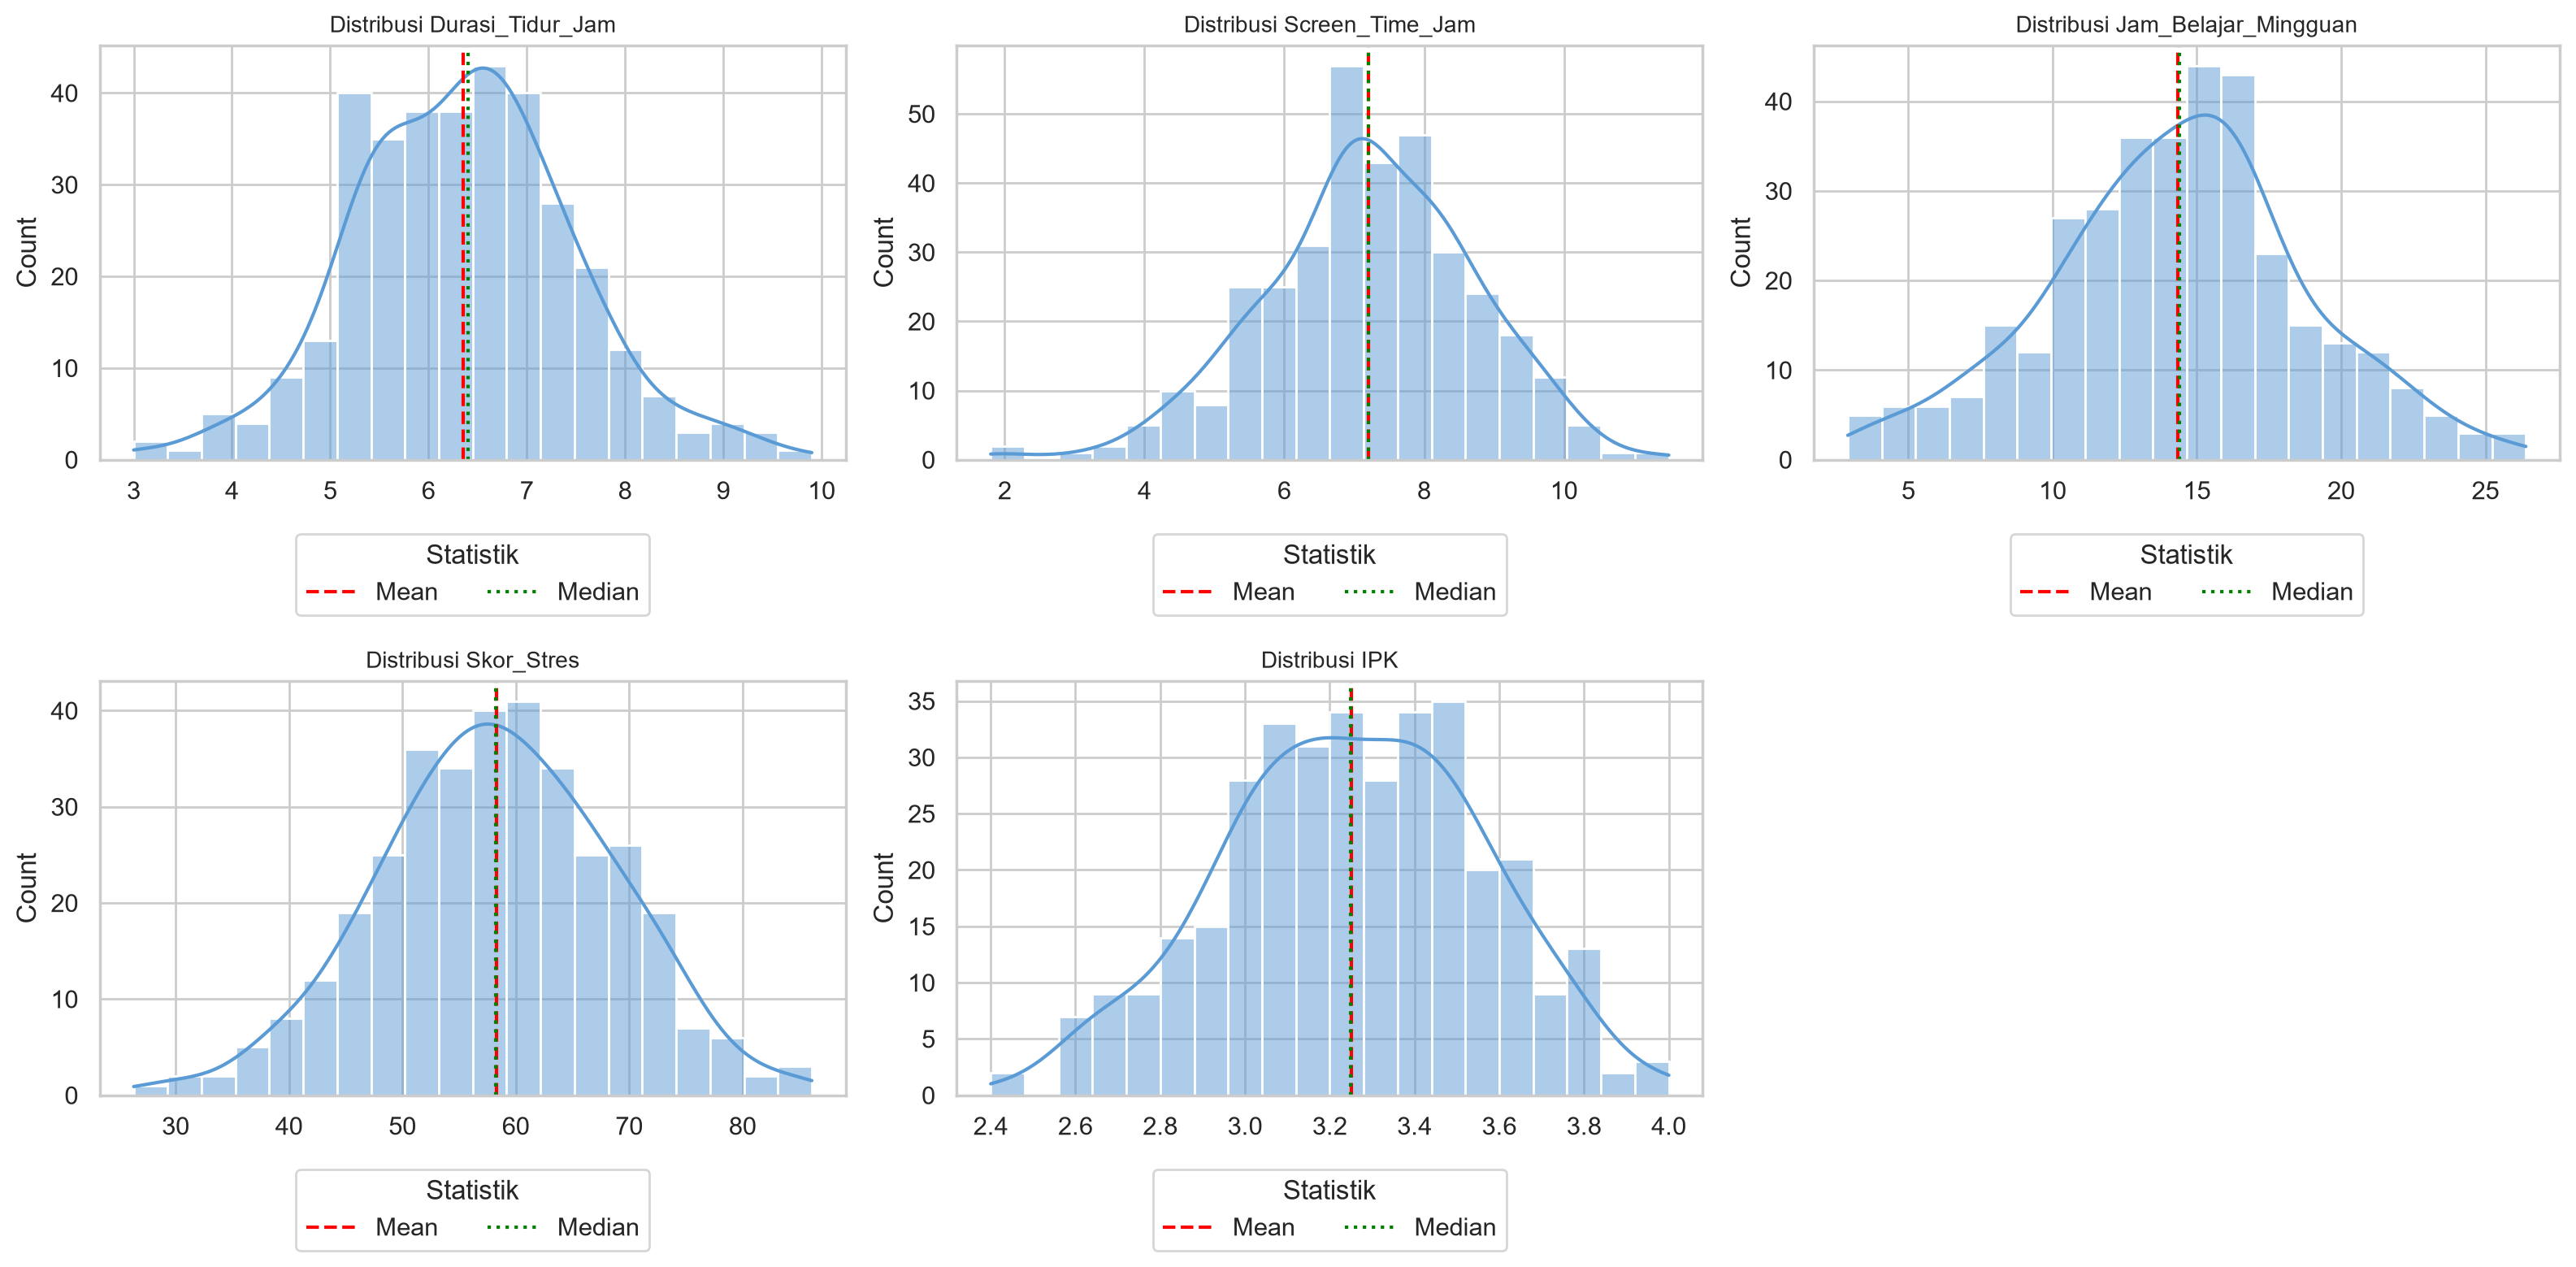 Distribusi Durasi_Tidur_Jam
Count
40
30
20
10
0
3 4 5 6 7 8 9 10
Statistik
Mean Median
Distribusi Screen_Time_Jam
Count
50
40
30
20
10
0
2 4 6 8 10
Statistik
Mean Median
Distribusi Jam_Belajar_Mingguan
Count
40
30
20
10
0
5 10 15 20 25
Statistik
Mean Median
Distribusi Skor_Stres
Count
40
30
20
10
0
30 40 50 60 70 80
Statistik
Mean Median
Distribusi IPK
Count
35
30
25
20
15
10
5
0
2.4 2.6 2.8 3.0 3.2 3.4 3.6 3.8 4.0
Statistik
Mean Median